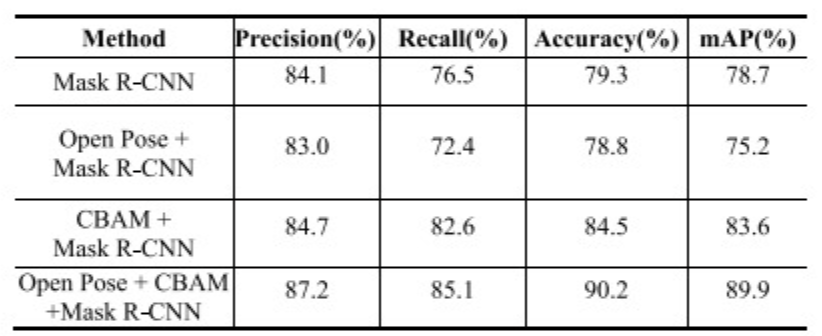 Method Precision(%) Recall(%) Accuracy(%) mAP(%)
Mask R-CNN 84.1 76.5 79.3 78.7
Open Pose +
Mask R-CNN 83.0 72.4 78.8 75.2
CBAM +
Mask R-CNN 84.7 82.6 84.5 83.6
Open Pose + CBAM
+Mask R-CNN 87.2 85.1 90.2 89.9